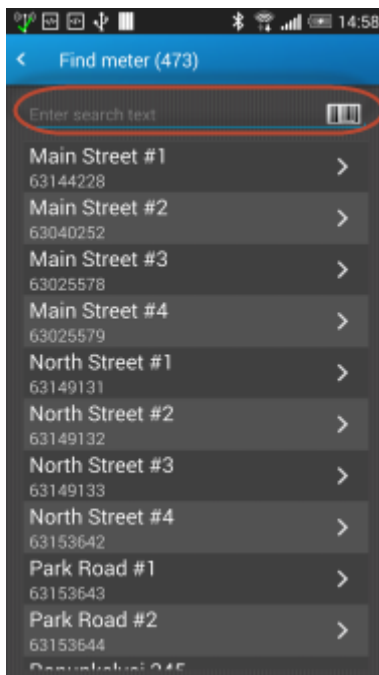 14:58
Find meter (473)
Enter search text
Main Street #1
63144228
Main Street #2
63040252
Main Street #3
63025578
Main Street #4
63025579
North Street #1
63149131
North Street #2
63149132
North Street #3
63149133
North Street #4
63153642
Park Road #1
63153643
Park Road #2
63153644